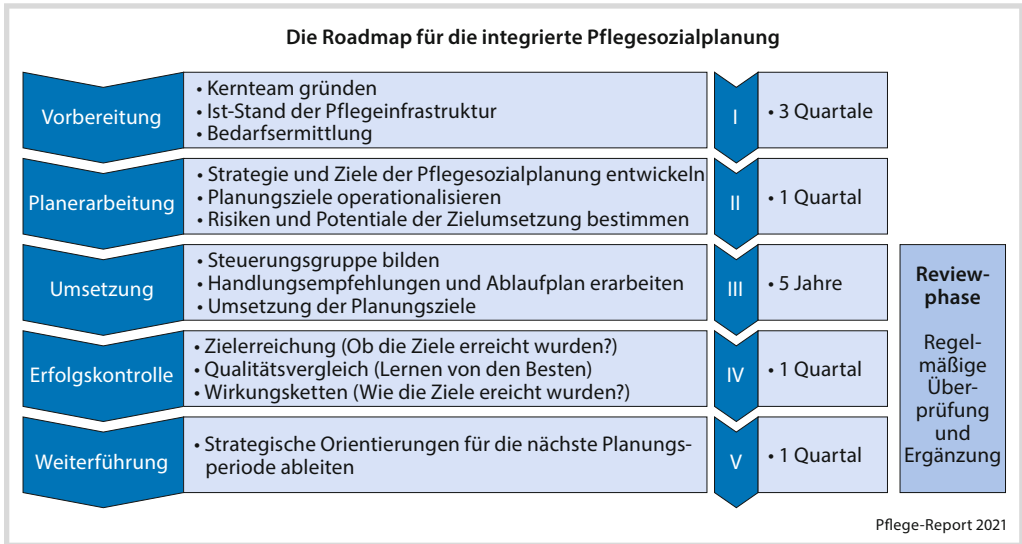 Die Roadmap für die integrierte Pflegesozialplanung
Vorbereitung
• Kernteam gründen
• Ist-Stand der Pflegeinfrastruktur
• Bedarfsermittlung
I
• 3 Quartale
Planerarbeitung
• Strategie und Ziele der Pflegesozialplanung entwickeln
• Planungsziele operationalisieren
• Risiken und Potentiale der Zielumsetzung bestimmen
II
• 1 Quartal
Umsetzung
• Steuerungsgruppe bilden
• Handlungsempfehlungen und Ablaufplan erarbeiten
• Umsetzung der Planungsziele
III
• 5 Jahre
Erfolgskontrolle
• Zielerreichung (Ob die Ziele erreicht wurden?)
• Qualitätsvergleich (Lernen von den Besten)
• Wirkungsketten (Wie die Ziele ereicht wurden?)
IV
• 1 Quartal
Weiterführung
• Strategische Orientierungen für die nächste Planungs-
periode ableiten
V
• 1 Quartal
Review-
phase
Regel-
mäßige
Über-
prüfung
und
Ergänzung
Pflege-Report 2021